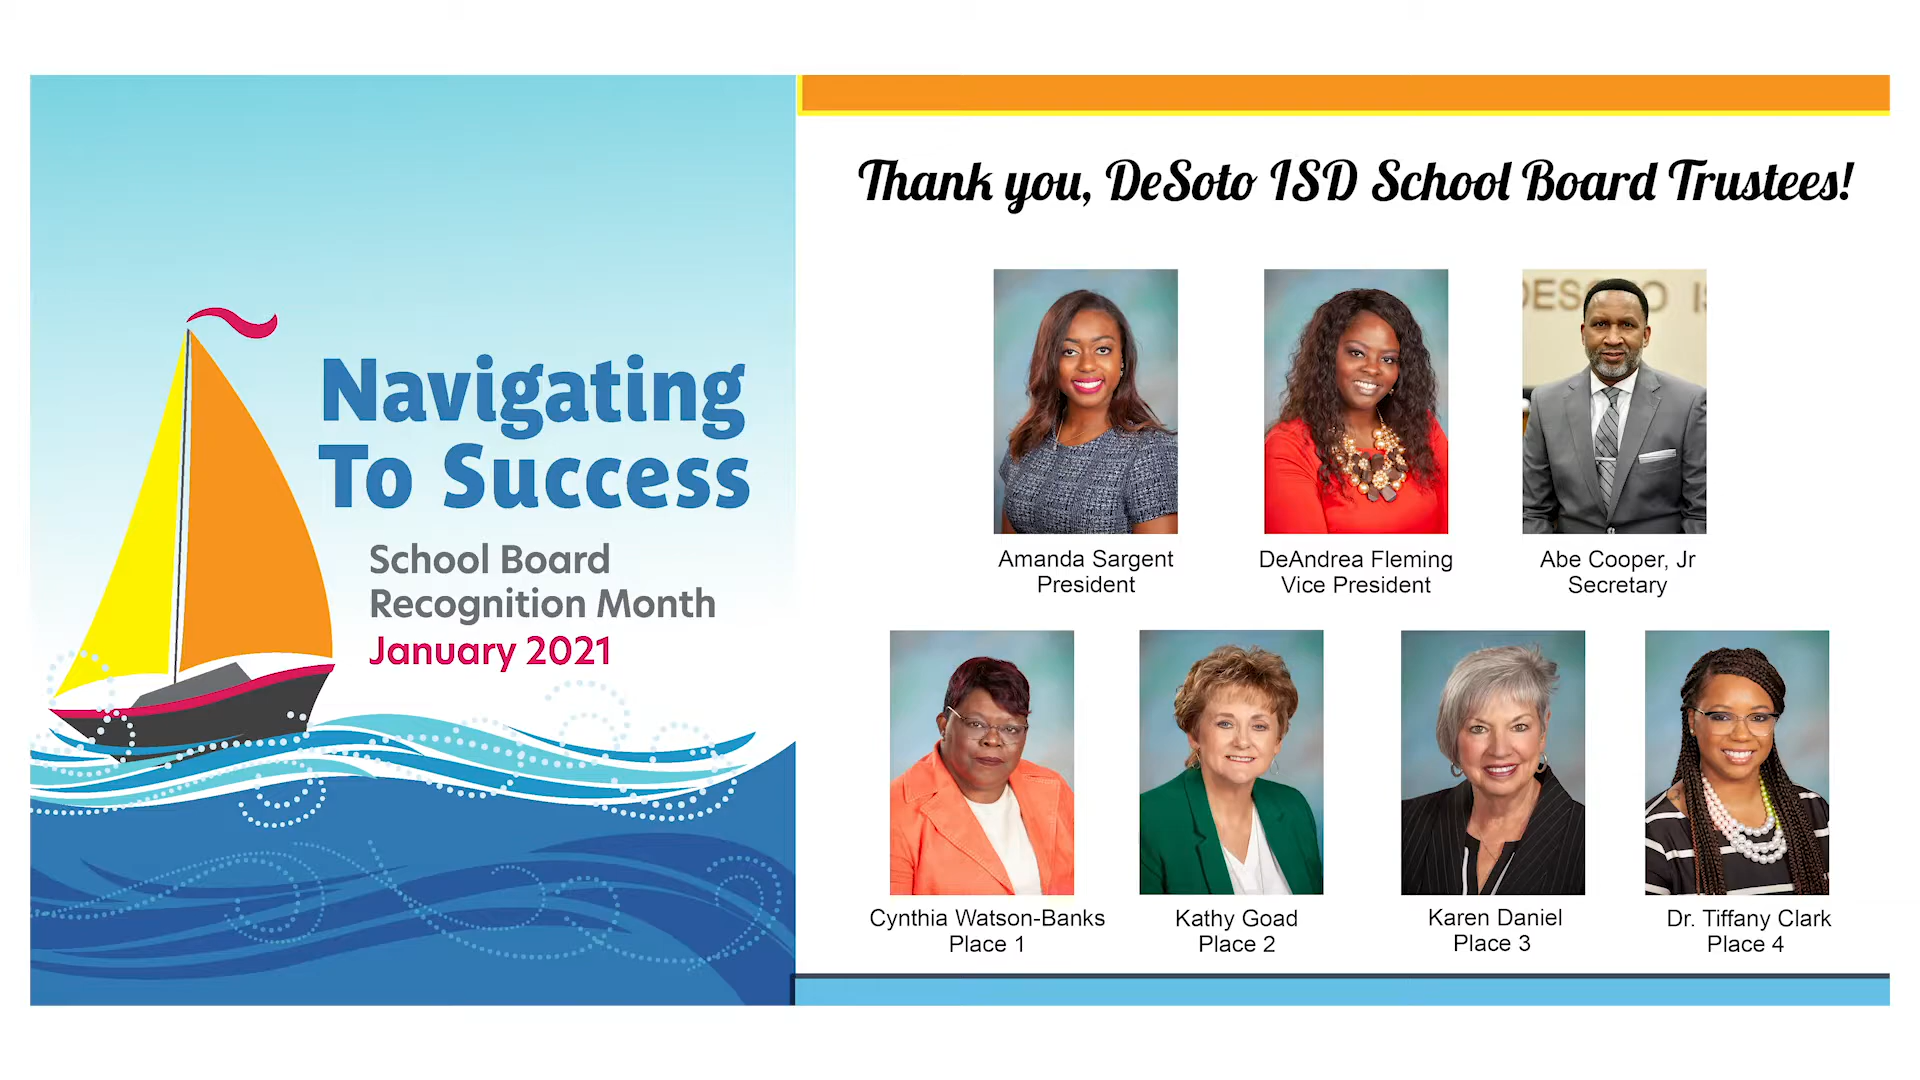 Navigating
To Success
School Board
Recognition Month
January 2021
Thank you, DeSoto ISD School Board Trustees!
DESOTO IS
Amanda Sargent
President
DeAndrea Fleming
Vice President
Abe Cooper, Jr
Secretary
Cynthia Watson-Banks
Place 1
Kathy Goad
Place 2
Karen Daniel
Place 3
Dr. Tiffany Clark
Place 4